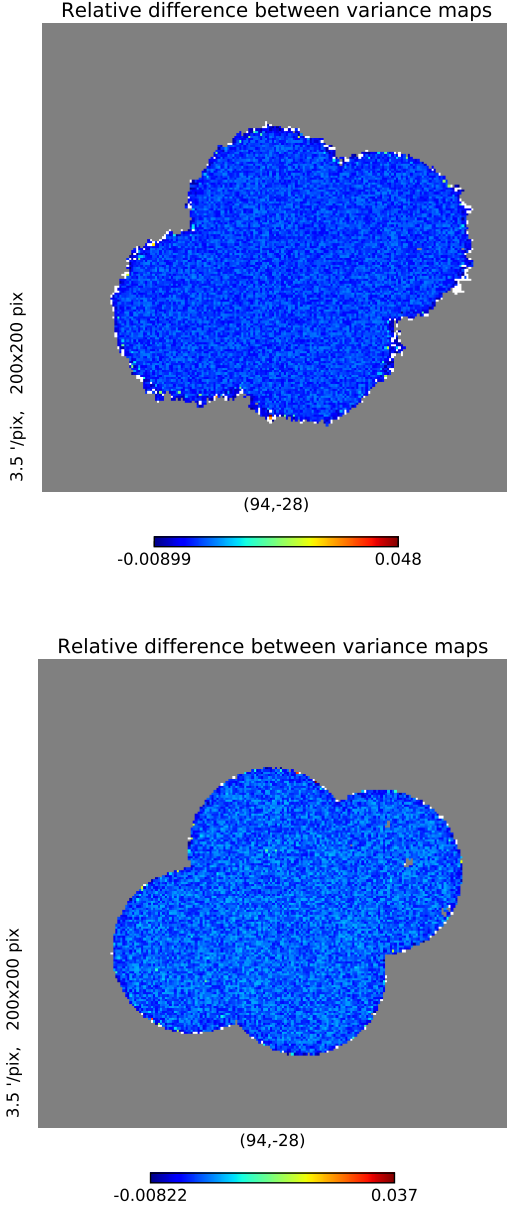 Relative difference between variance maps
3.5 '/pix,    200x200 pix
(94,-28)
-0.00899
0.048
Relative difference between variance maps
3.5 '/pix,    200x200 pix
(94,-28)
-0.00822
0.037